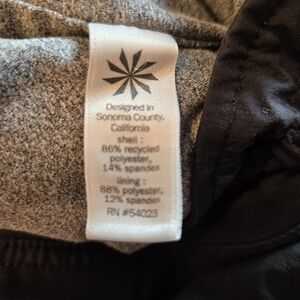 Designed in
Sonoma County,
California
shell :
86% recycled
polyester,
14% spandex
lining :
88% polyester,
12% spandex
RN #54023